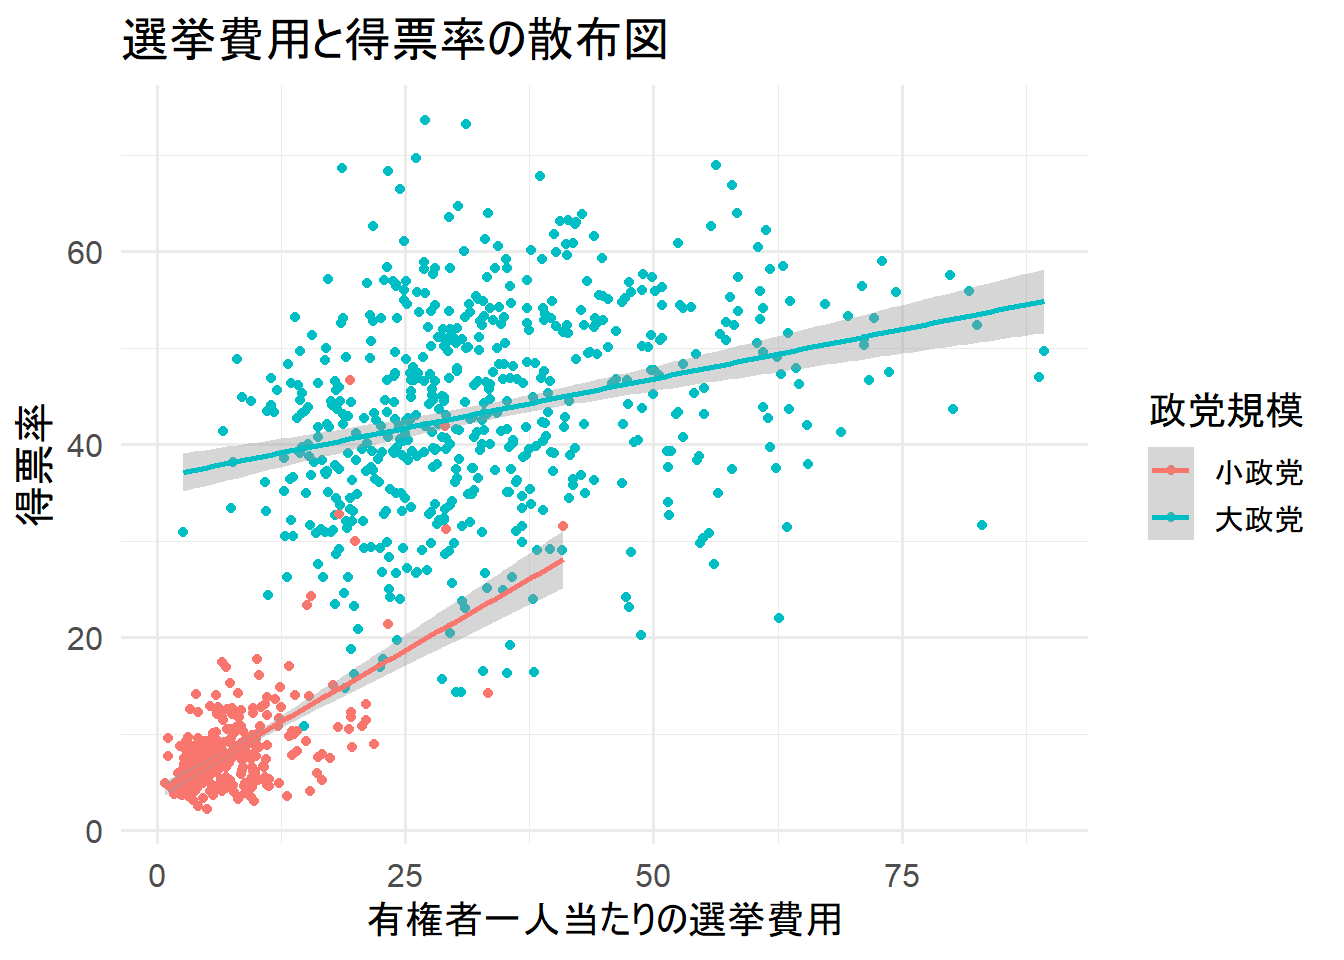 選挙費用と得票率の散布図
得票率
60
40
20
0
0 25 50 75
有権者一人当たりの選挙費用
政党規模
小政党
大政党